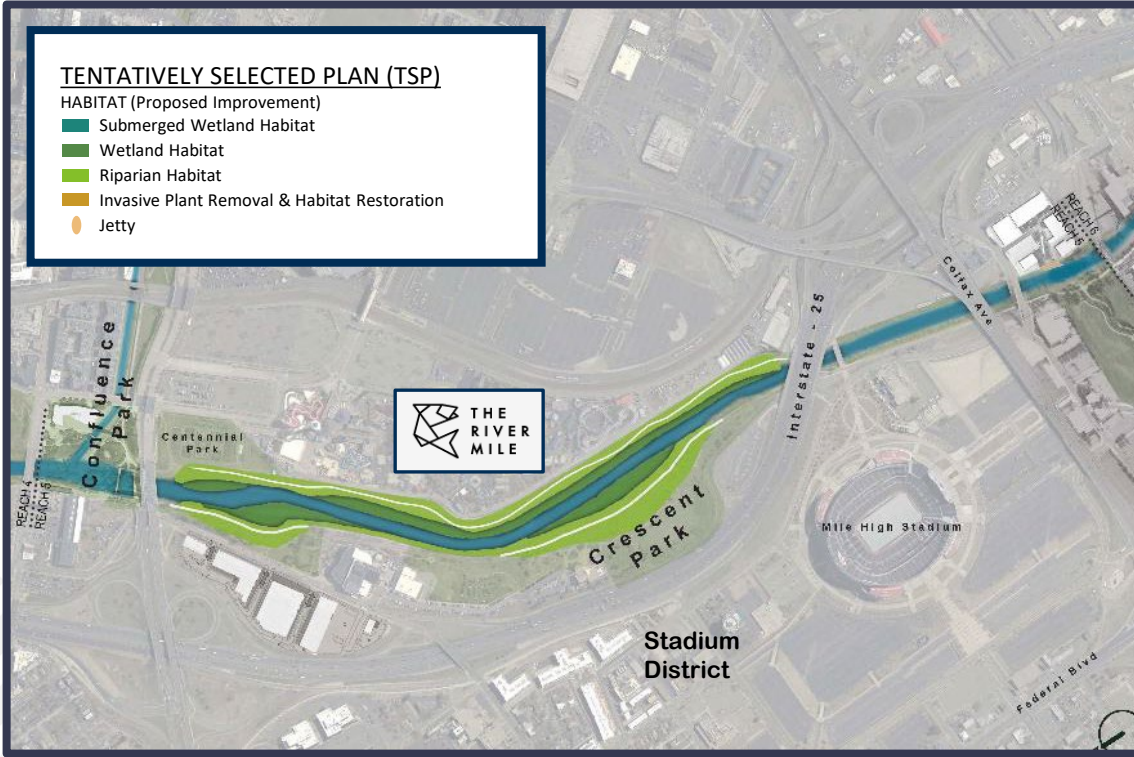 TENTATIVELY SELECTED PLAN (TSP)
HABITAT (Proposed Improvement)
Submerged Wetland Habitat
Wetland Habitat
Riparian Habitat
Invasive Plant Removal & Habitat Restoration
Jetty
REACH 6
REACH 5
Colfax Ave
Interstate - 25
Confluence
Park
Centennial
Park
THE
RIVER
MILE
REACH 4
REACH 5
Crescent
Park
Mile High Stadium
Stadium
District
Federal Blvd